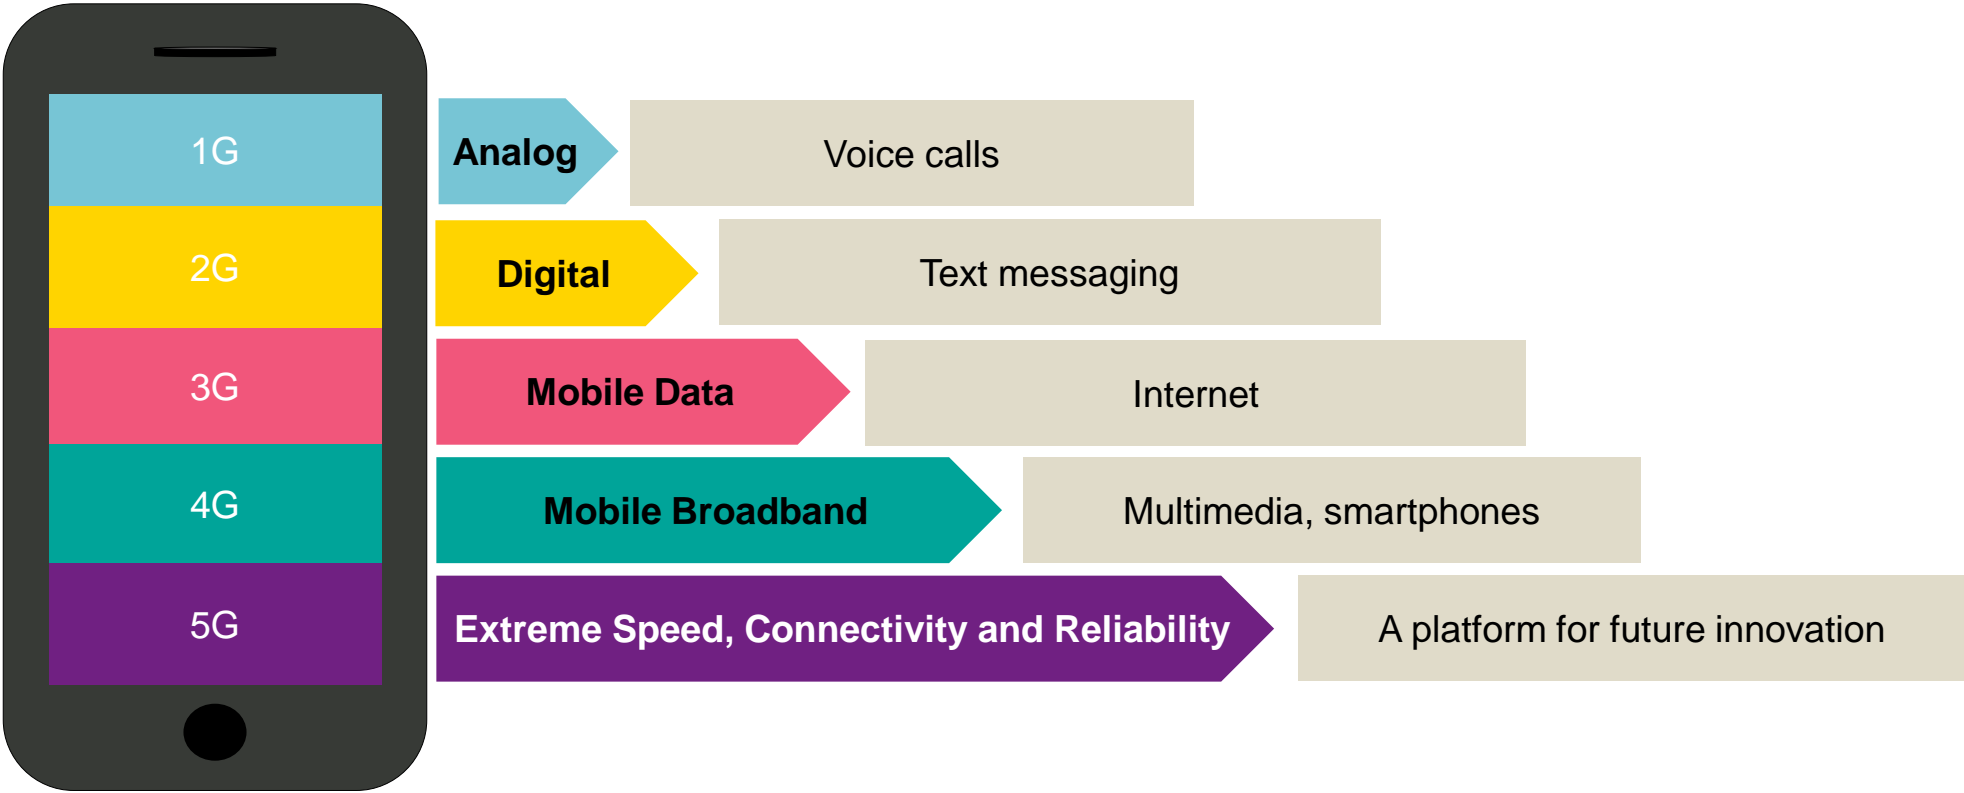 1G
Analog
Voice calls
2G
Digital
Text messaging
3G
Mobile Data
Internet
4G
Mobile Broadband
Multimedia, smartphones
5G
Extreme Speed, Connectivity and Reliability
A platform for future innovation